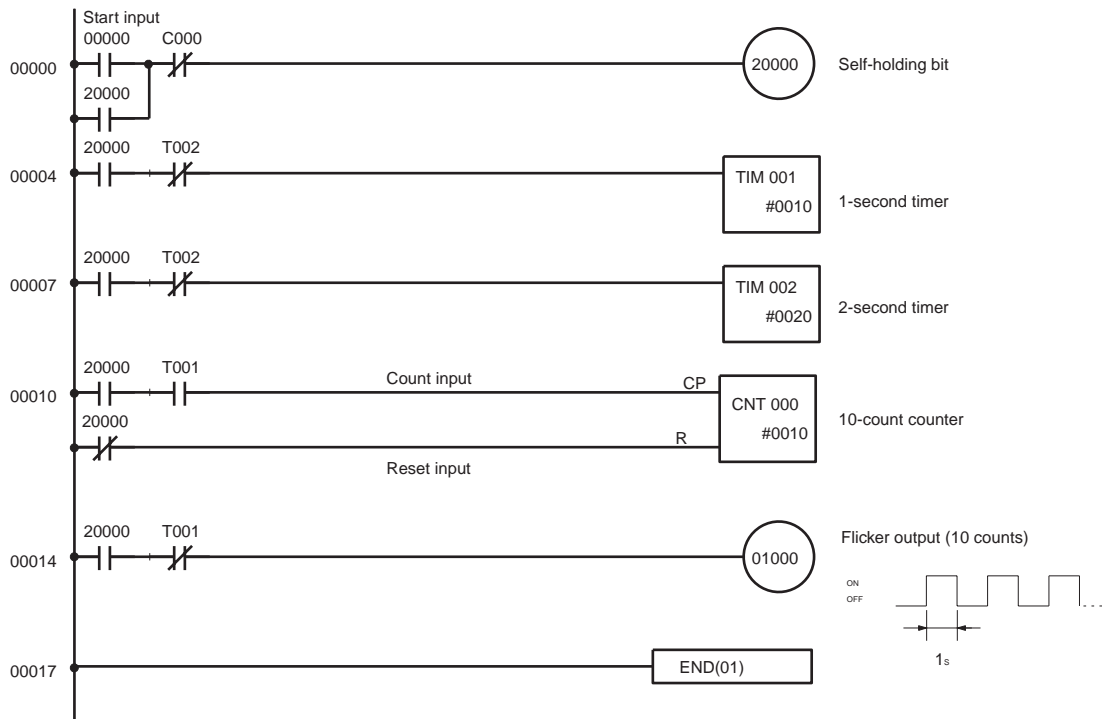 Start input
00000 C000
00000 20000 Self-holding bit
20000
20000 T002
00004 TIM 001
#0010 1-second timer
20000 T002
00007 TIM 002
#0020 2-second timer
20000 T001
00010 Count input CP
CNT 000
#0010 10-count counter
20000
R
Reset input
20000 T001
00014 01000 Flicker output (10 counts)
ON
OFF
1s
00017 END(01)